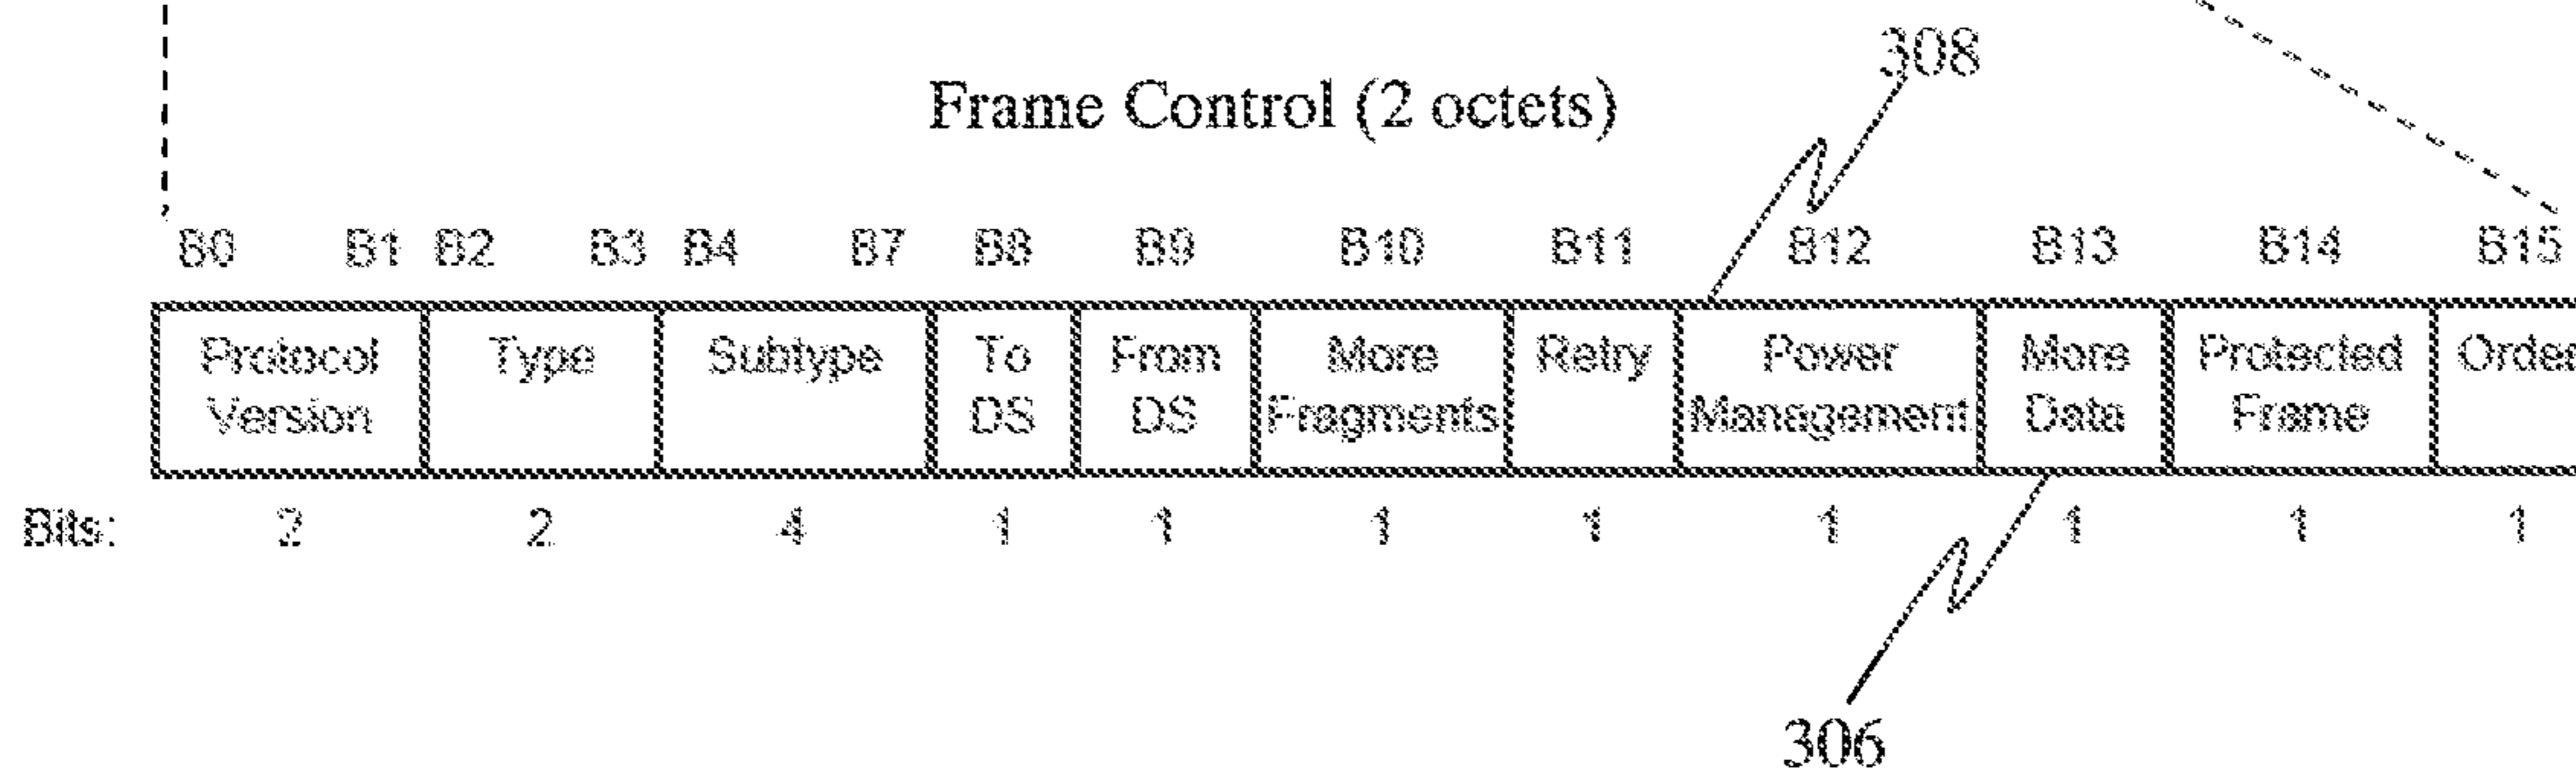 308
Frame Control (2 octets)
B0 B1 B2 B3 B4 B7 B8 B9 B10 B11 B12 B13 B14 B15
Protocol Type Subtype To From More Retry Power More Protected Order
Version DS DS Fragments Management Data Frame
Bits: 2 2 4 1 1 1 1 1 1 1 1
306